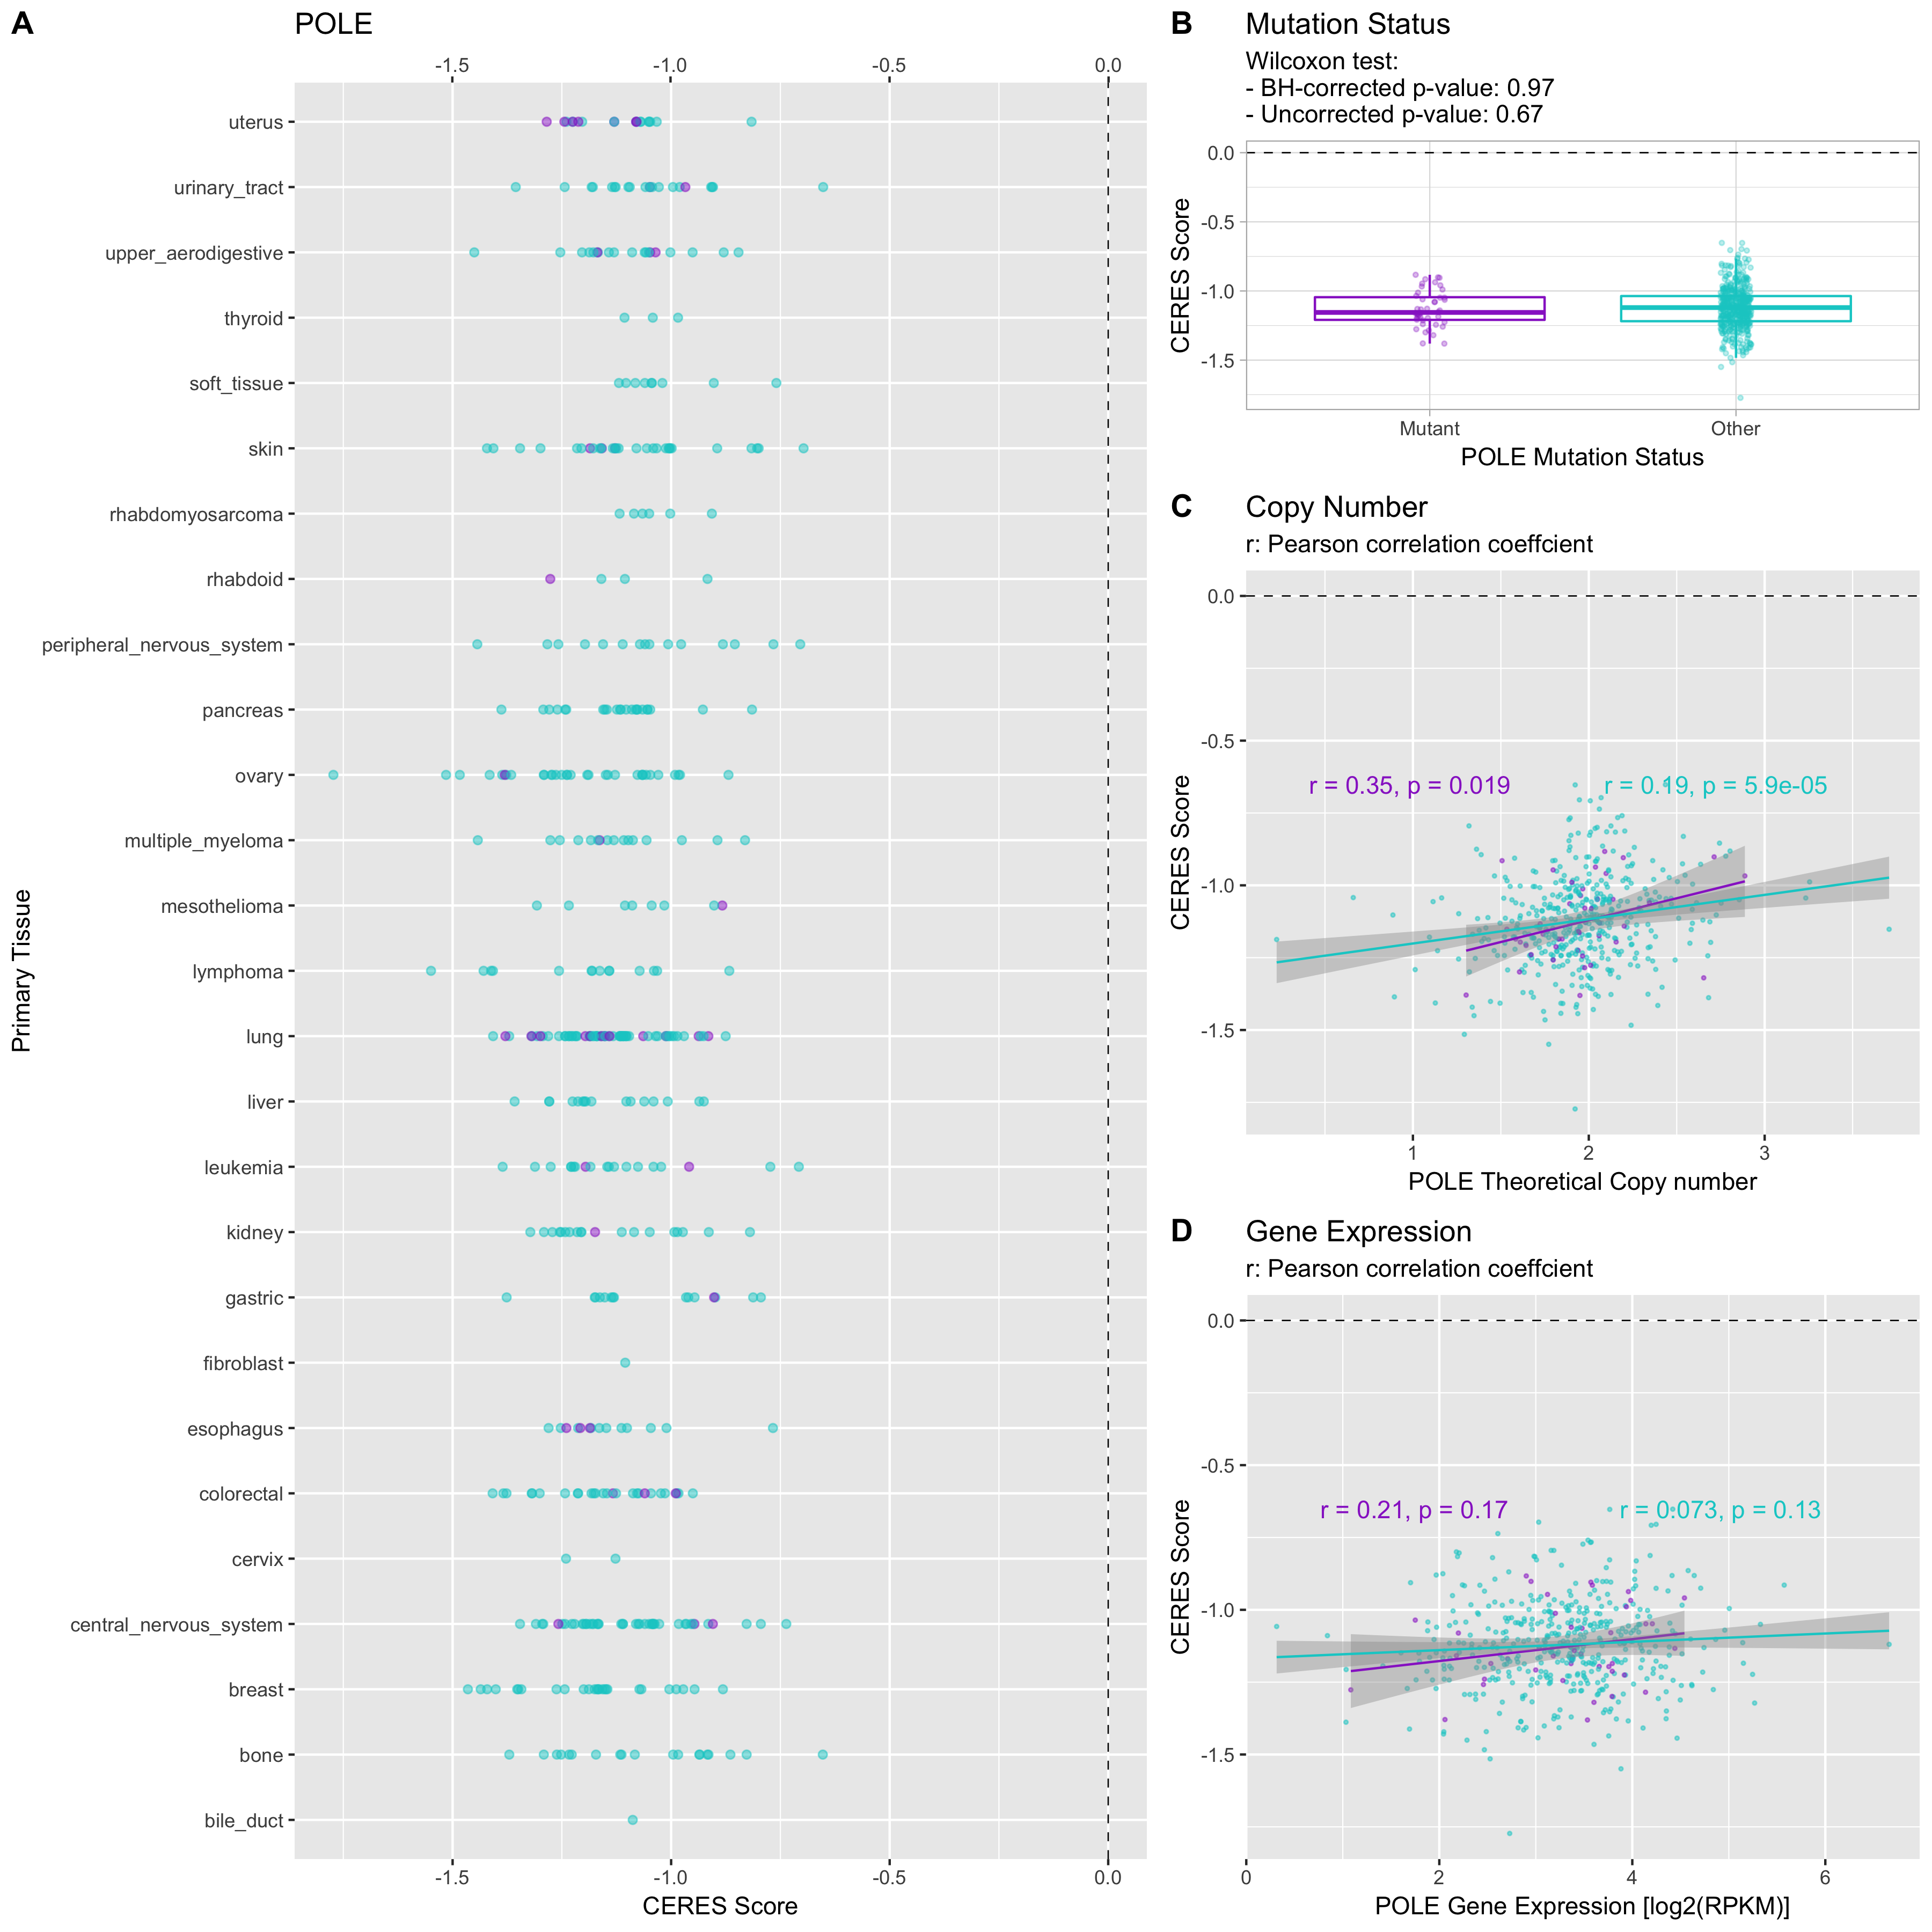 A
POLE
-1.5
-1.0
-0.5
0.0
uterus
urinary_tract
upper_aerodigestive
thyroid
soft_tissue
skin
rhabdomyosarcoma
rhabdoid
peripheral_nervous_system
pancreas
ovary
multiple_myeloma
mesothelioma
lymphoma
lung
liver
leukemia
kidney
gastric
fibroblast
esophagus
colorectal
cervix
central_nervous_system
breast
bone
bile_duct
Primary Tissue
-1.5
-1.0
-0.5
0.0
CERES Score
B
Mutation Status
Wilcoxon test:
- BH-corrected p-value: 0.97
- Uncorrected p-value: 0.67
0.0
-0.5
-1.0
-1.5
CERES Score
Mutant
Other
POLE Mutation Status
C
Copy Number
r: Pearson correlation coeffcient
0.0
-0.5
-1.0
-1.5
CERES Score
r = 0.35, p = 0.019
r = 0.19, p = 5.9e-05
1
2
3
POLE Theoretical Copy number
D
Gene Expression
r: Pearson correlation coeffcient
0.0
-0.5
-1.0
-1.5
CERES Score
r = 0.21, p = 0.17
r = 0.073, p = 0.13
0
2
4
6
POLE Gene Expression [log2(RPKM)]